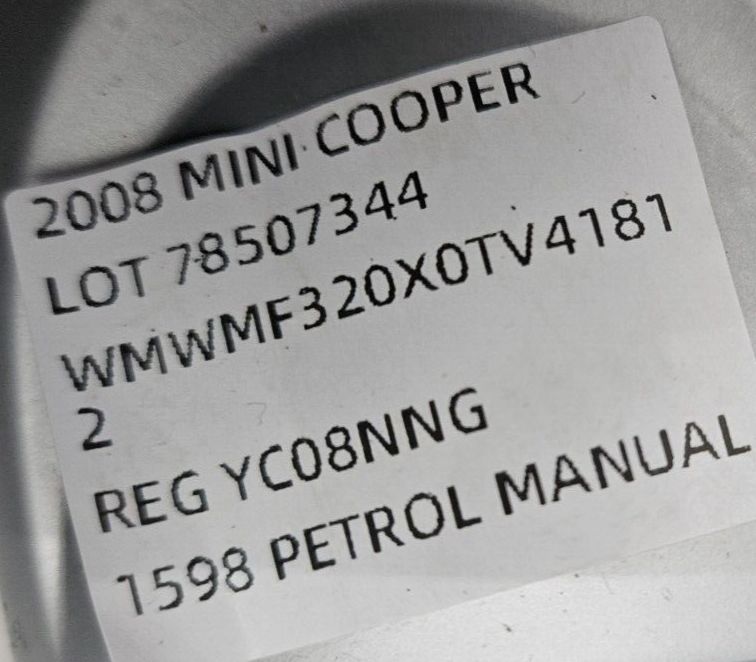 2008 MINI COOPER
LOT 78507344
WMWMF320X0TV4181
2
REG YC08NNG
1598 PETROL MANUAL